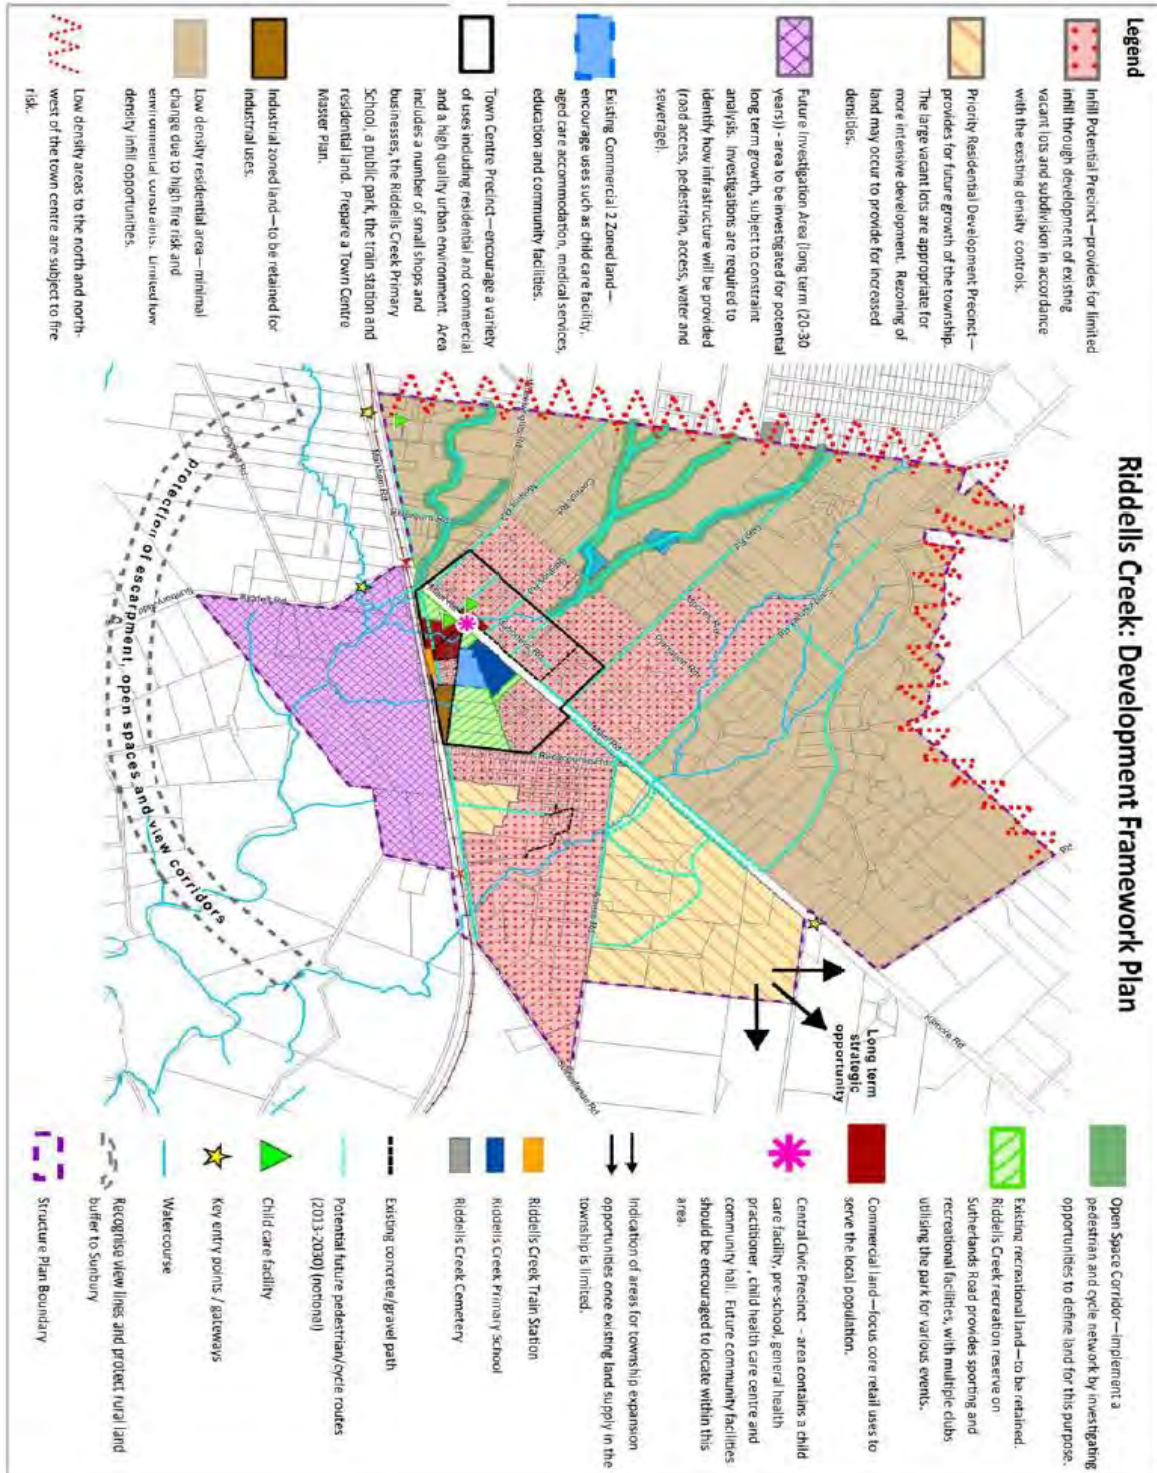 Riddells Creek: Development Framework Plan
Legend
Infill Potential Precinct—provides for limited
infill through development of existing
vacant lots and subdivision in accordance
with the existing density controls.
Priority Residential Development Precinct—
provides for future growth of the township.
The large vacant lots are appropriate for
more intensive development. Rezoning of
land may occur to provide for increased
densities.
Future Investigation Area (long term (20-30
years))- area to be investigated for potential
long term growth, subject to constraint
analysis. Investigations are required to
identify how infrastructure will be provided
(road access, pedestrian, access, water and
sewerage).
Existing Commercial 2 Zoned land—
encourage uses such as child care facility,
aged care accommodation, medical services,
education and community facilities.
Town Centre Precinct—encourage a variety
of uses including residential and commercial
and a high quality urban environment. Area
includes a number of small shops and
businesses, the Riddells Creek Primary
School, a public park, the train station and
residential land. Prepare a Town Centre
Master Plan.
Industrial zoned land—to be retained for
industrial uses.
Low density residential area—minimal
change due to high fire risk and
environmental constraints. Limited low
density infill opportunities.
Low density areas to the north and north-
west of the town centre are subject to fire
risk.
Campbell Rd
Markham Rd
Gap Rd
Moores Rd
Main Rd
Riddell Rd
Kilmore Rd
Rd
protection of escarpment, open spaces and view corridors
Long term
strategic
opportunity
Open Space Corridor—implement a
pedestrian and cycle network by investigating
opportunities to define land for this purpose.
Existing recreational land—to be retained.
Riddells Creek recreation reserve on
Sutherlands Road provides sporting and
recreational facilities, with multiple clubs
utilising the park for various events.
Commercial land—focus core retail uses to
serve the local population.
Central Civic Precinct - area contains a child
care facility, pre-school, general health
practitioner , child health care centre and
community hall. Future community facilities
should be encouraged to locate within this
area.
Indication of areas for township expansion
opportunities once existing land supply in the
township is limited.
Riddells Creek Train Station
Riddells Creek Primary School
Riddells Creek Cemetery
Existing concrete/gravel path
Potential future pedestrian/cycle routes
(2013-2030) (notional)
Child care facility
Key entry points / gateways
Watercourse
Recognise view lines and protect rural land
buffer to Sunbury
Structure Plan Boundary